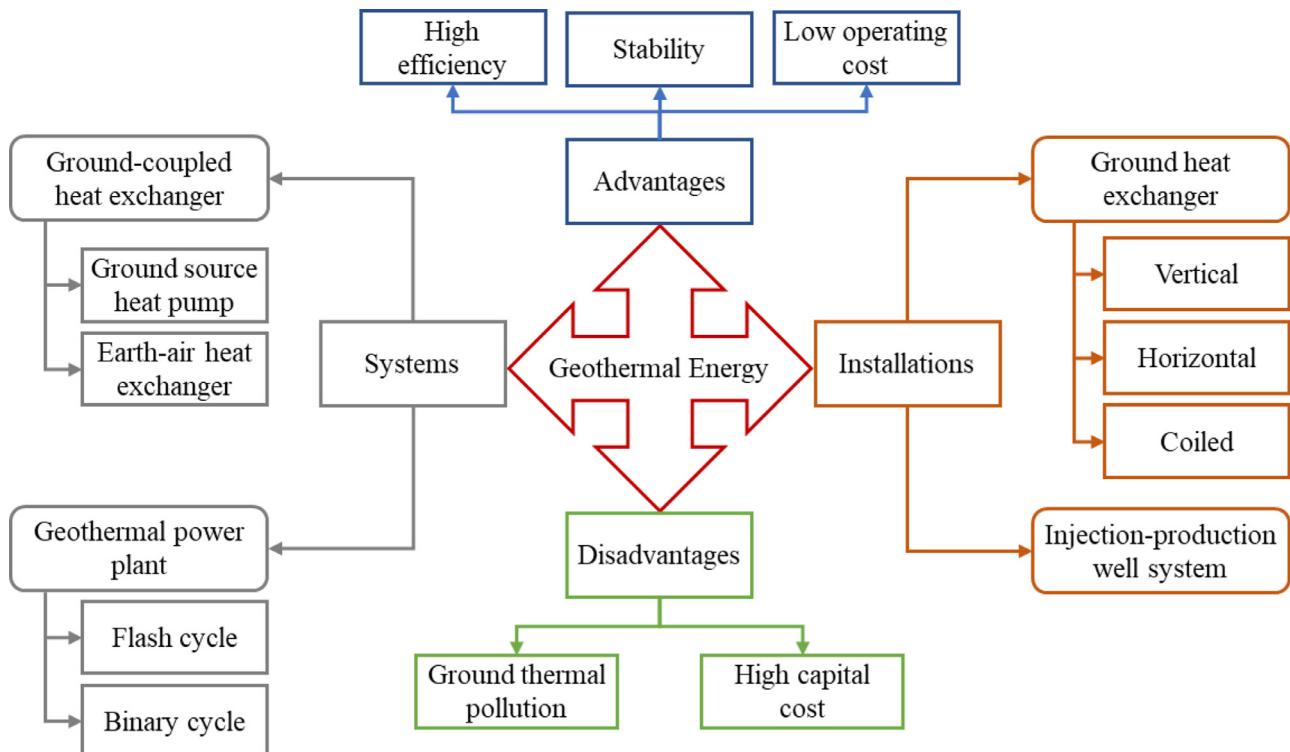 High
efficiency
Stability
Low operating
cost
Advantages
Ground-coupled
heat exchanger
Ground source
heat pump
Earth-air heat
exchanger
Systems
Geothermal power
plant
Flash cycle
Binary cycle
Geothermal Energy
Installations
Ground heat
exchanger
Vertical
Horizontal
Coiled
Injection-production
well system
Disadvantages
Ground thermal
pollution
High capital
cost